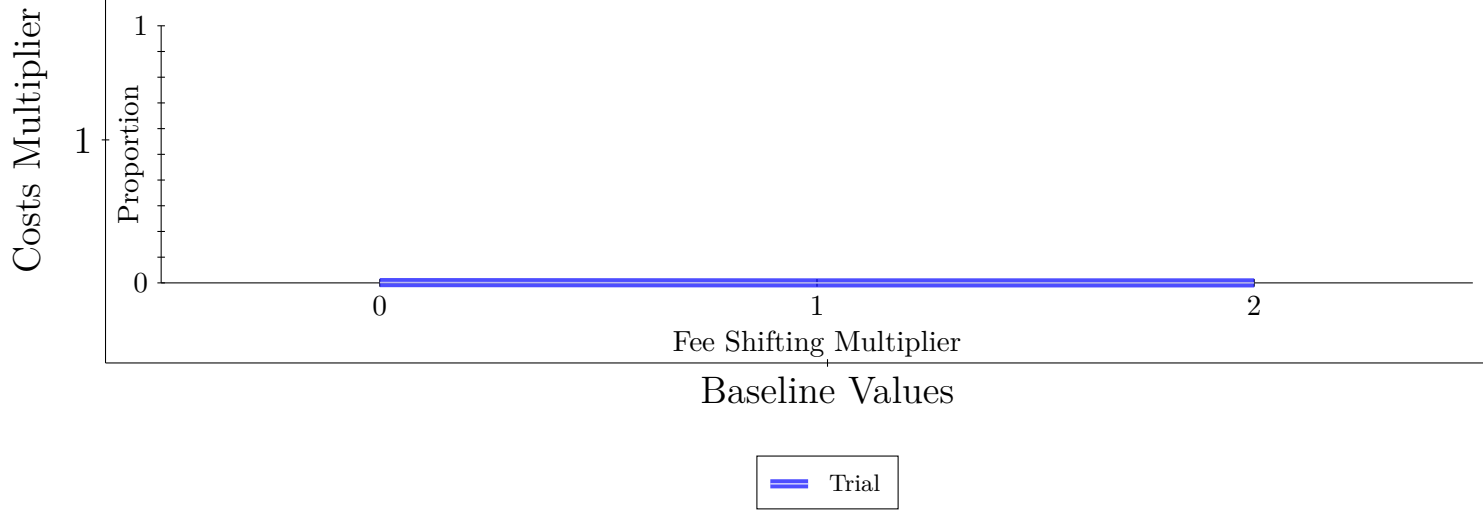 Costs Multiplier
1
Proportion
1
0
0 1 2
Fee Shifting Multiplier
Baseline Values
Trial